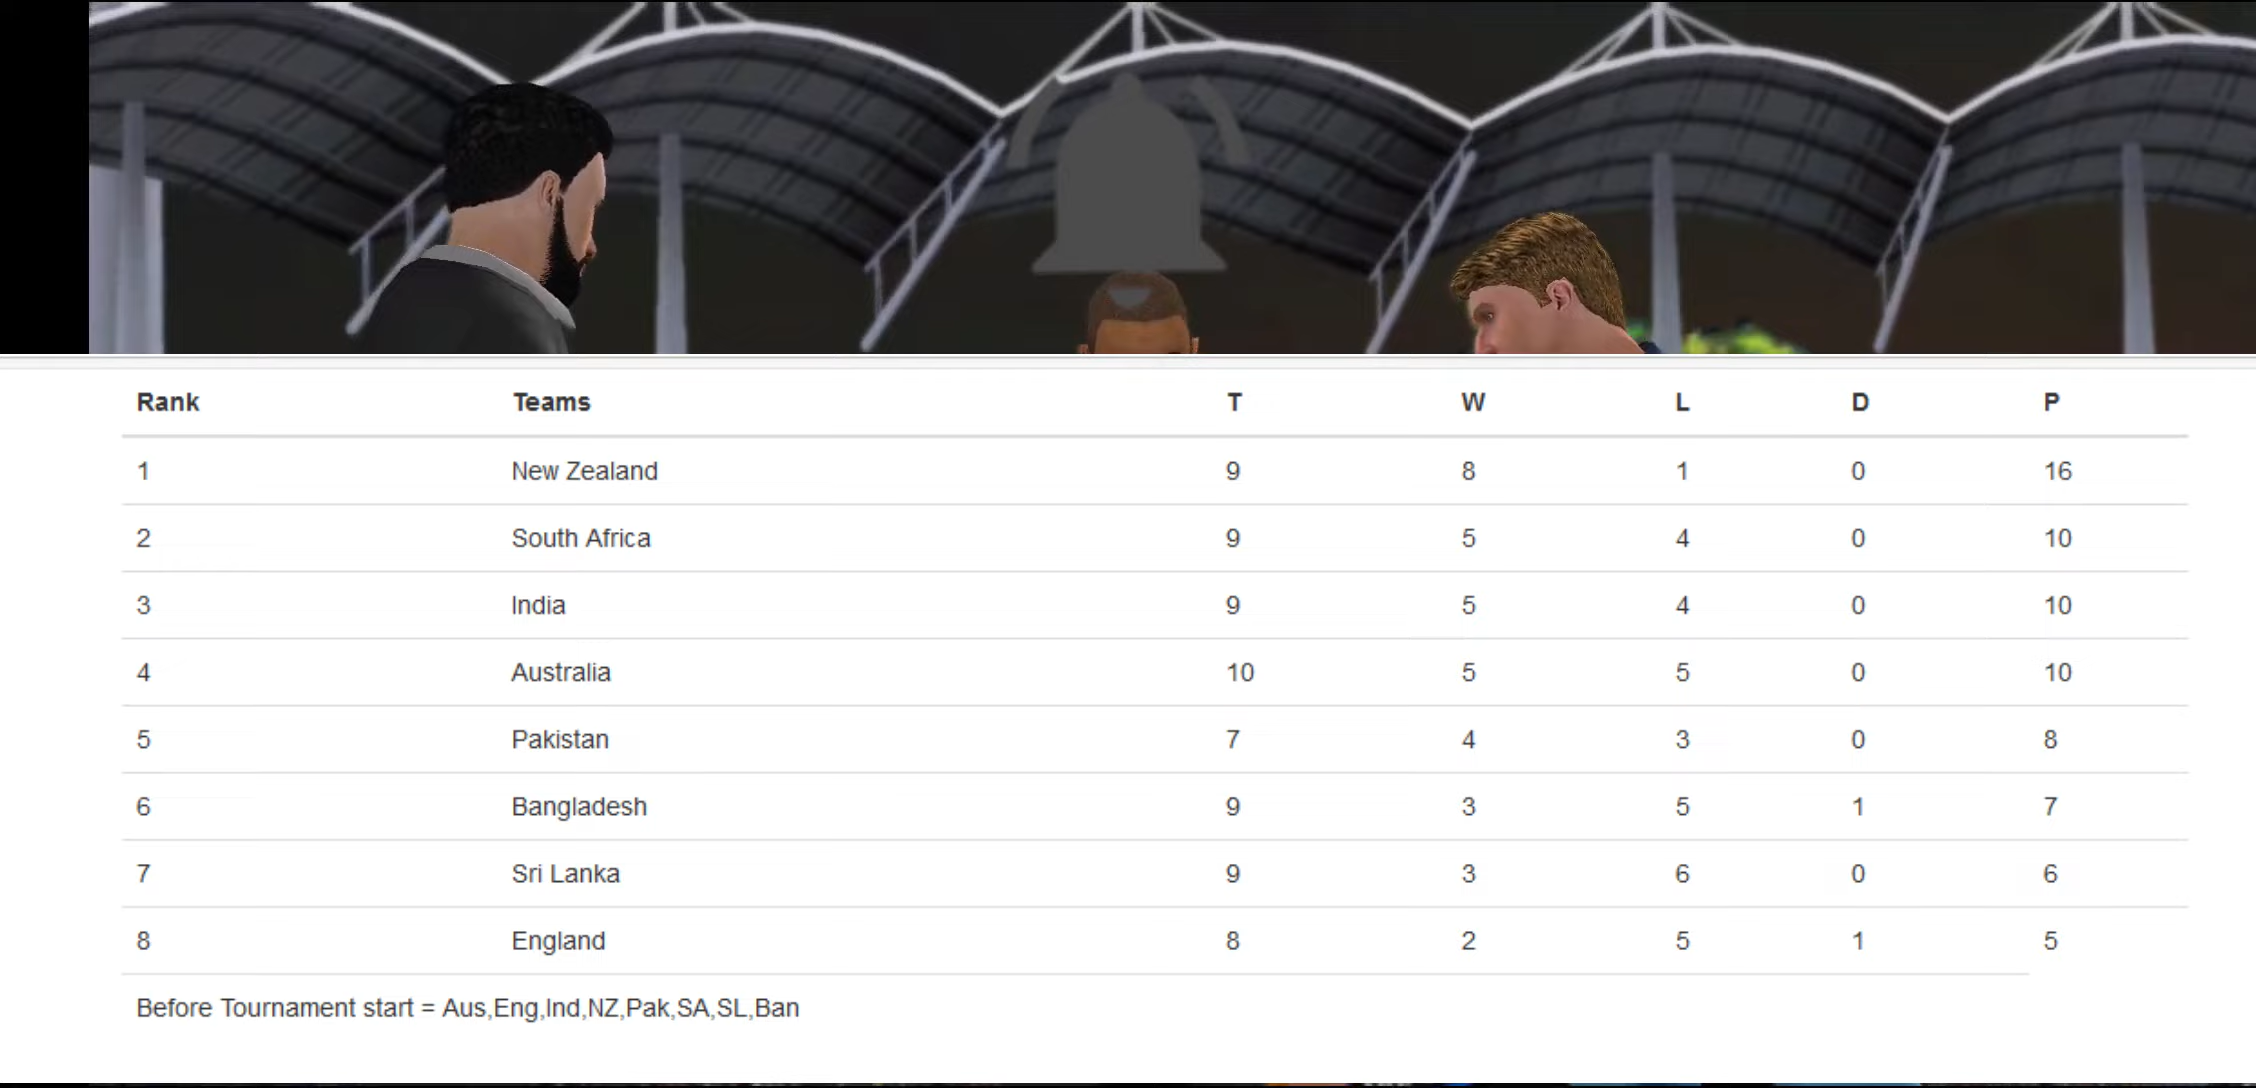 Rank Teams T W L D P
1 New Zealand 9 8 1 0 16
2 South Africa 9 5 4 0 10
3 India 9 5 4 0 10
4 Australia 10 5 5 0 10
5 Pakistan 7 4 3 0 8
6 Bangladesh 9 3 5 1 7
7 Sri Lanka 9 3 6 0 6
8 England 8 2 5 1 5
Before Tournament start = Aus,Eng,Ind,NZ,Pak,SA,SL,Ban